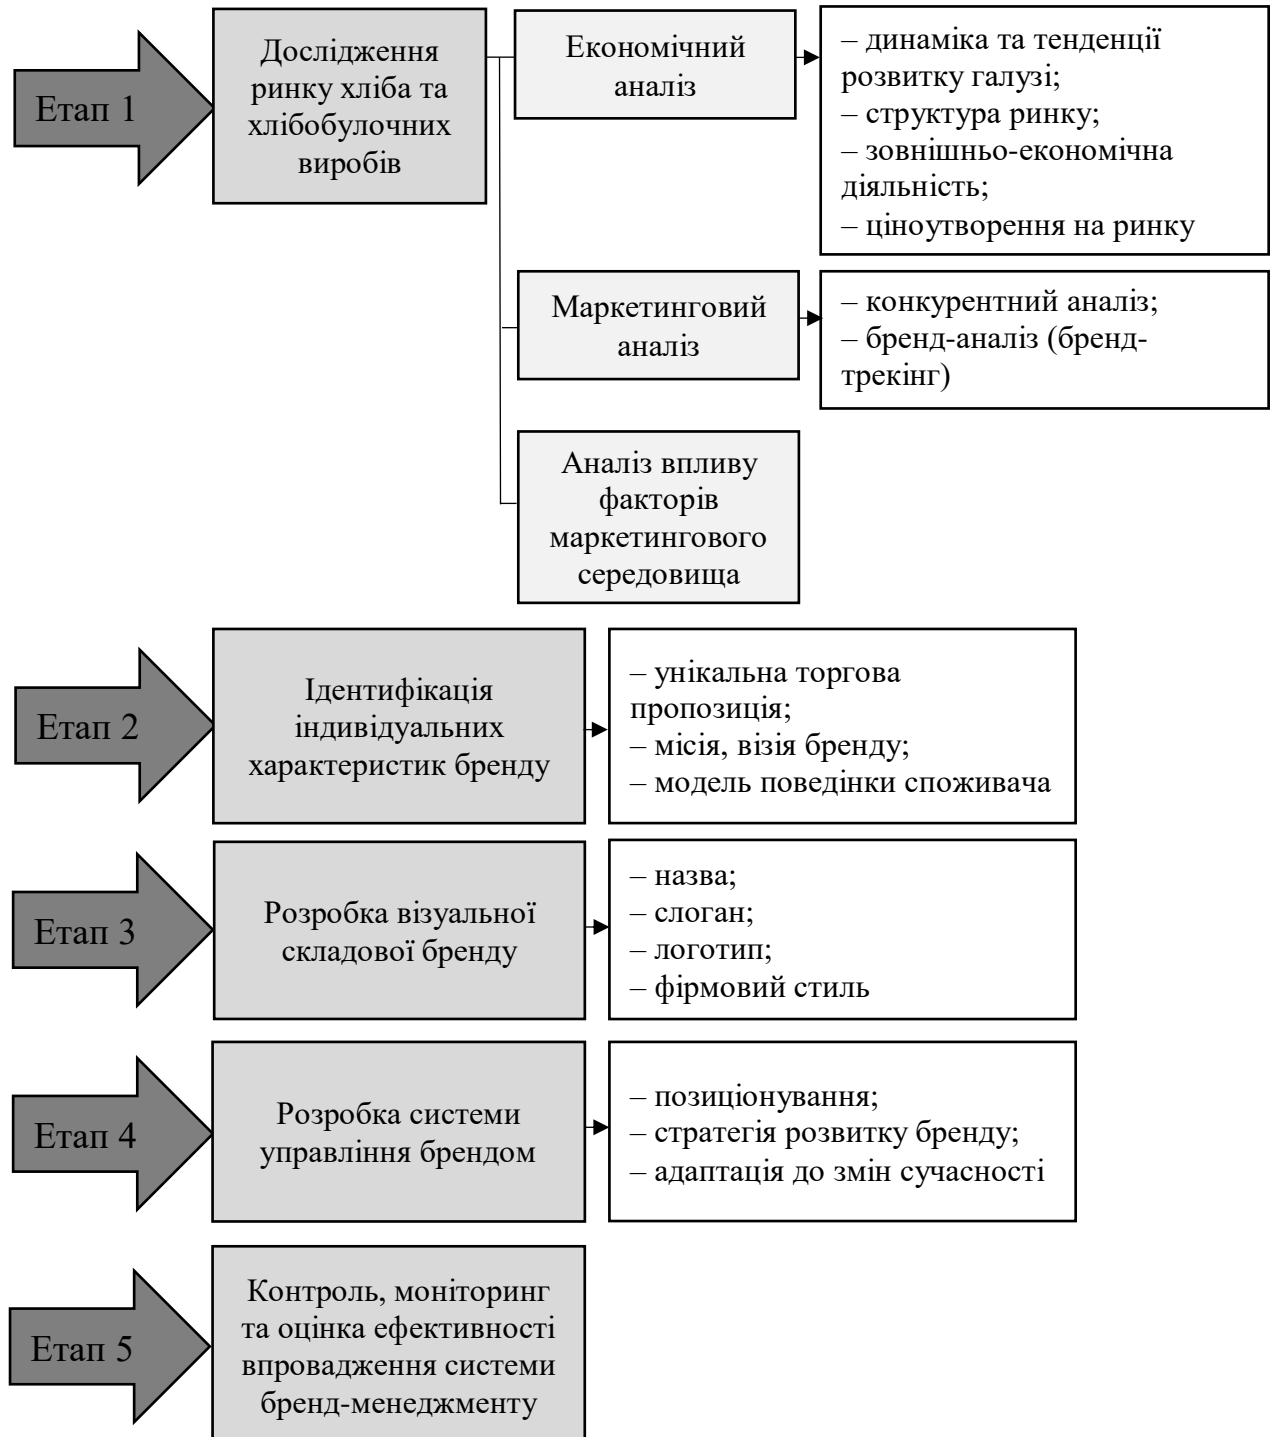 Етап 1
Дослідження
ринку хліба та
хлібобулочних
виробів
Економічний
аналіз
– динаміка та тенденції
розвитку галузі;
– структура ринку;
– зовнішньо-економічна
діяльність;
– ціноутворення на ринку
Маркетинговий
аналіз
– конкурентний аналіз;
– бренд-аналіз (бренд-
трекінг)
Аналіз впливу
факторів
маркетингового
середовища
Етап 2
Ідентифікація
індивідуальних
характеристик бренду
– унікальна торгова
пропозиція;
– місія, візія бренду;
– модель поведінки споживача
Етап 3
Розробка візуальної
складової бренду
– назва;
– слоган;
– логотип;
– фірмовий стиль
Етап 4
Розробка системи
управління брендом
– позиціонування;
– стратегія розвитку бренду;
– адаптація до змін сучасності
Етап 5
Контроль, моніторинг
та оцінка ефективності
впровадження системи
бренд-менеджменту